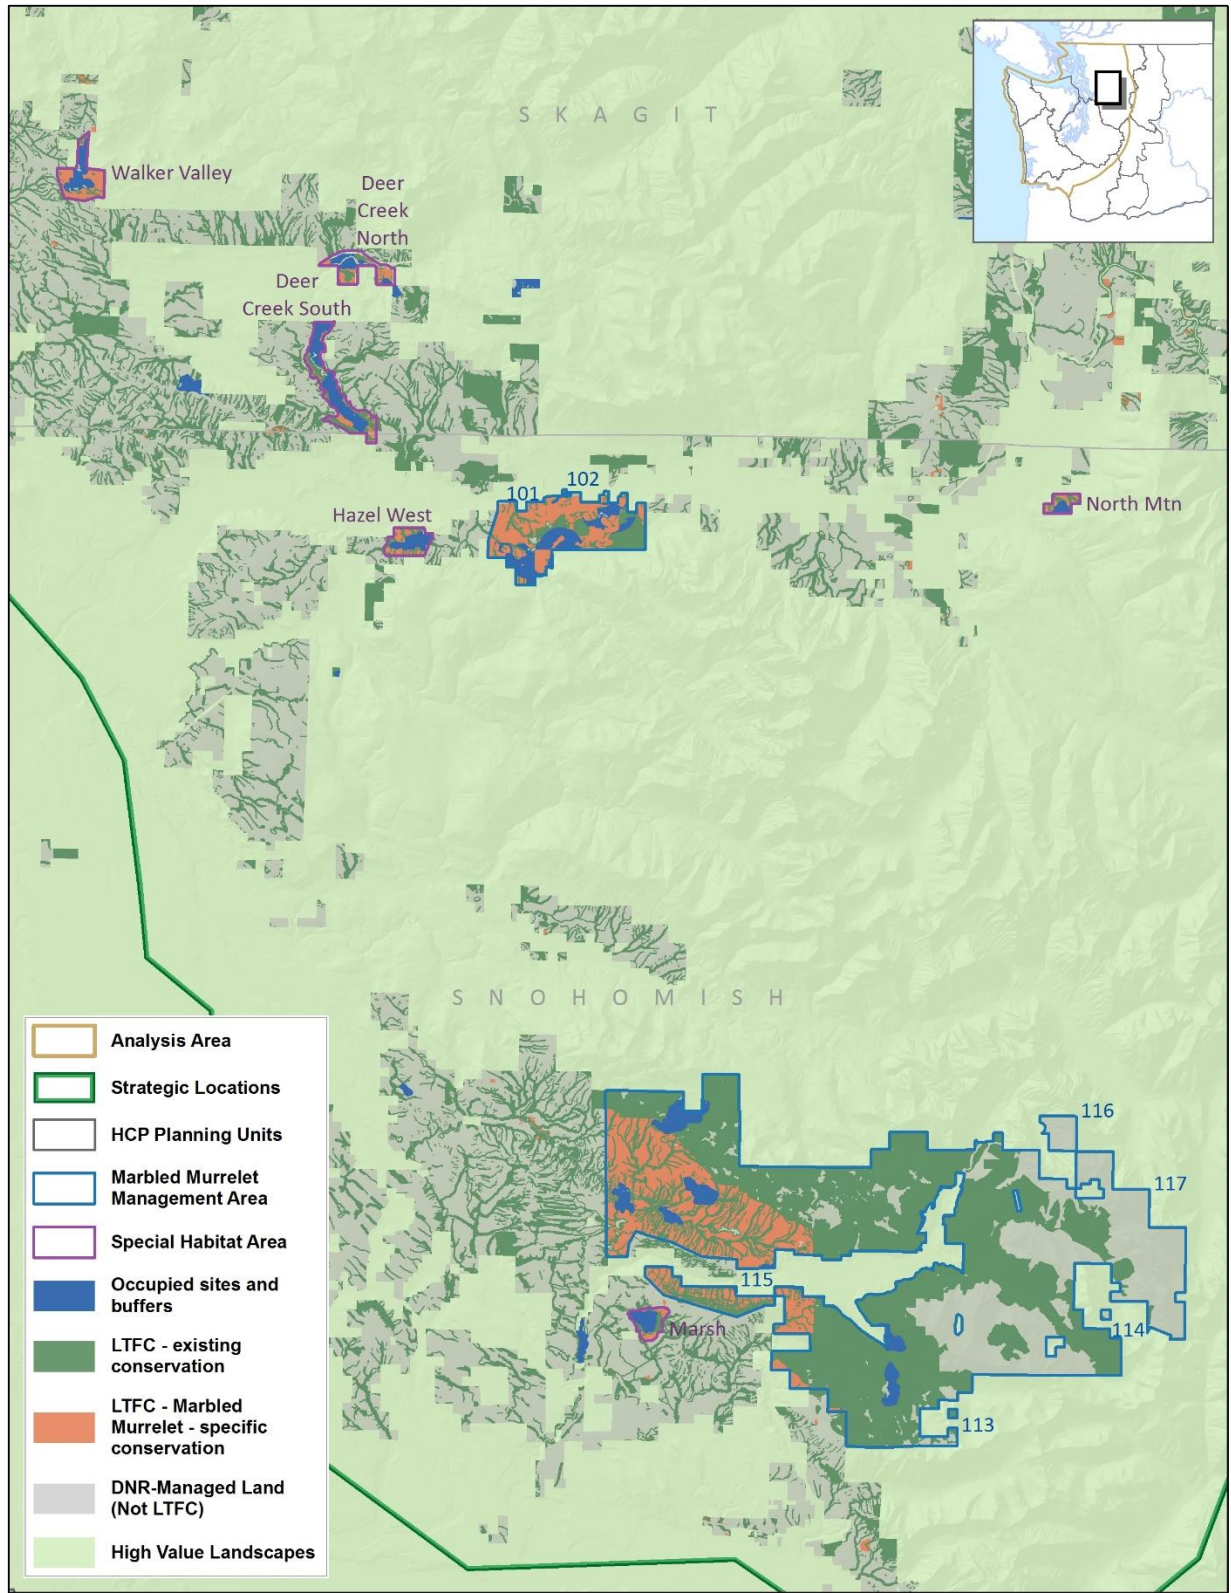 S K A G I T
Walker Valley
Deer
Creek
North
Deer
Creek South
101
102
Hazel West
North Mtn
S N O H O M I S H
Analysis Area
Strategic Locations
HCP Planning Units
Marbled Murrelet
Management Area
Special Habitat Area
Occupied sites and
buffers
LTFC - existing
conservation
LTFC - Marbled
Murrelet - specific
conservation
DNR-Managed Land
(Not LTFC)
High Value Landscapes
116
117
115
Marsh
114
113